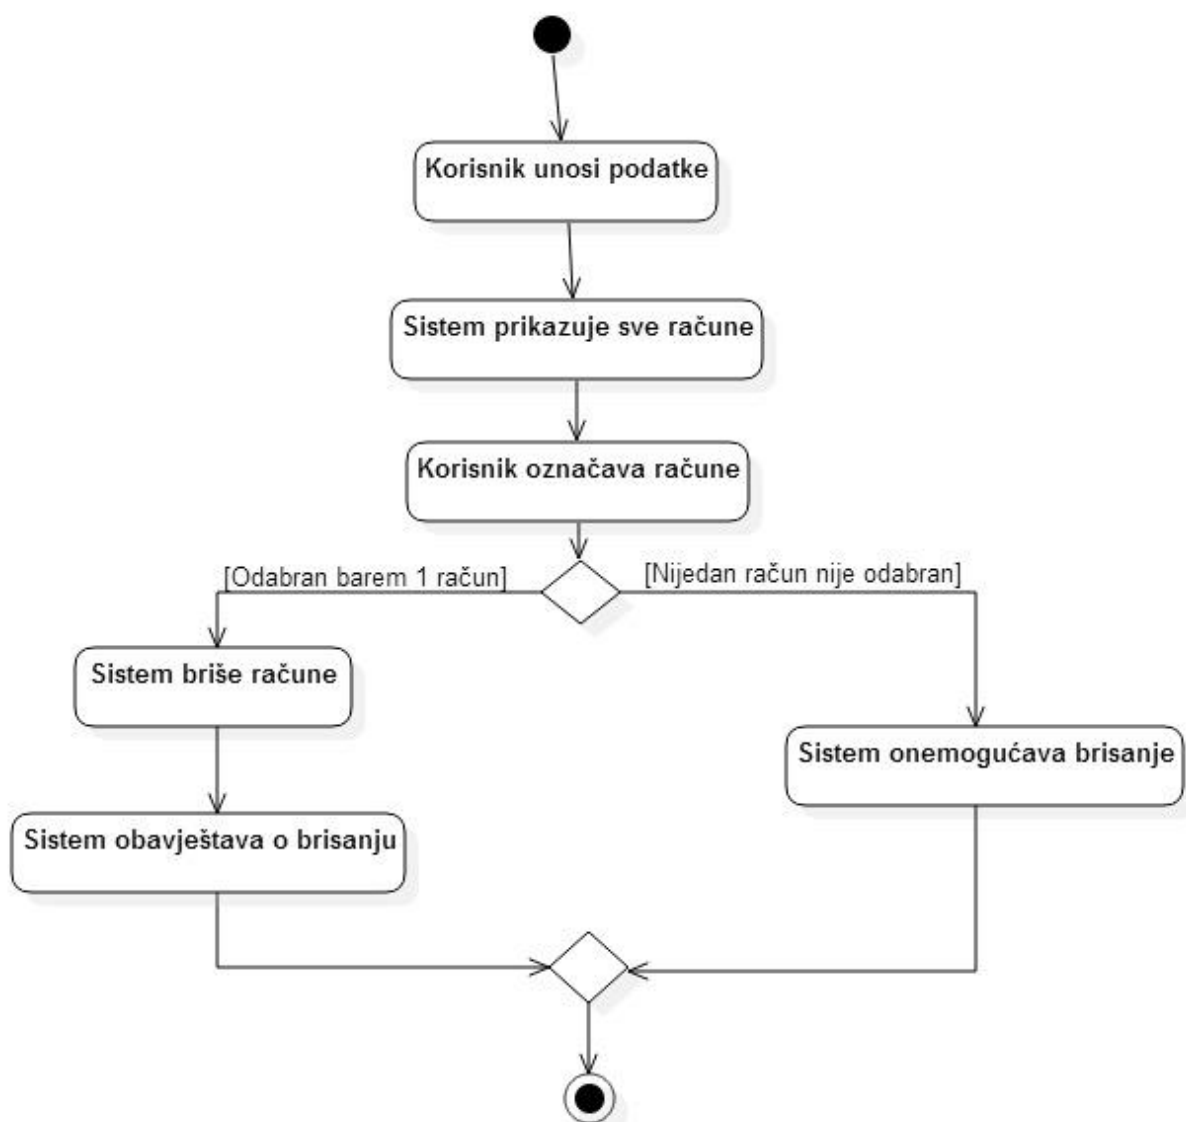 Korisnik unosi podatke
Sistem prikazuje sve račune
Korisnik označava račune
[Odabran barem 1 račun]
[Nijedan račun nije odabran]
Sistem briše račune
Sistem onemogućava brisanje
Sistem obavještava o brisanju